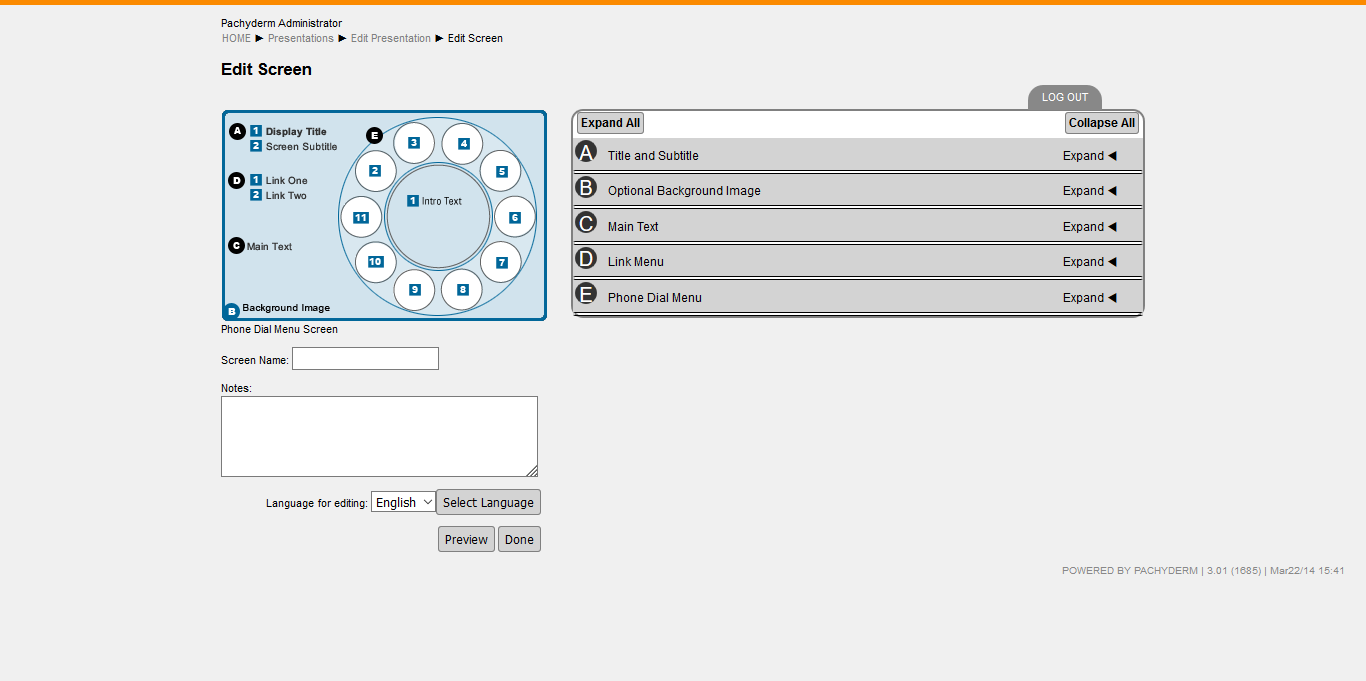 Pachyderm Administrator
HOME ► Presentations ► Edit Presentation ► Edit Screen
Edit Screen
LOG OUT
A 1 Display Title
2 Screen Subtitle
D 1 Link One
2 Link Two
C Main Text
B Background Image
E
3
4
2
5
1 Intro Text
11
6
10
7
9
8
Phone Dial Menu Screen
Screen Name:
Notes:
Language for editing: English Select Language
Preview Done
Expand All Collapse All
A Title and Subtitle Expand ◀
B Optional Background Image Expand ◀
C Main Text Expand ◀
D Link Menu Expand ◀
E Phone Dial Menu Expand ◀
POWERED BY PACHYDERM | 3.01 (1685) | Mar22/14 15:41